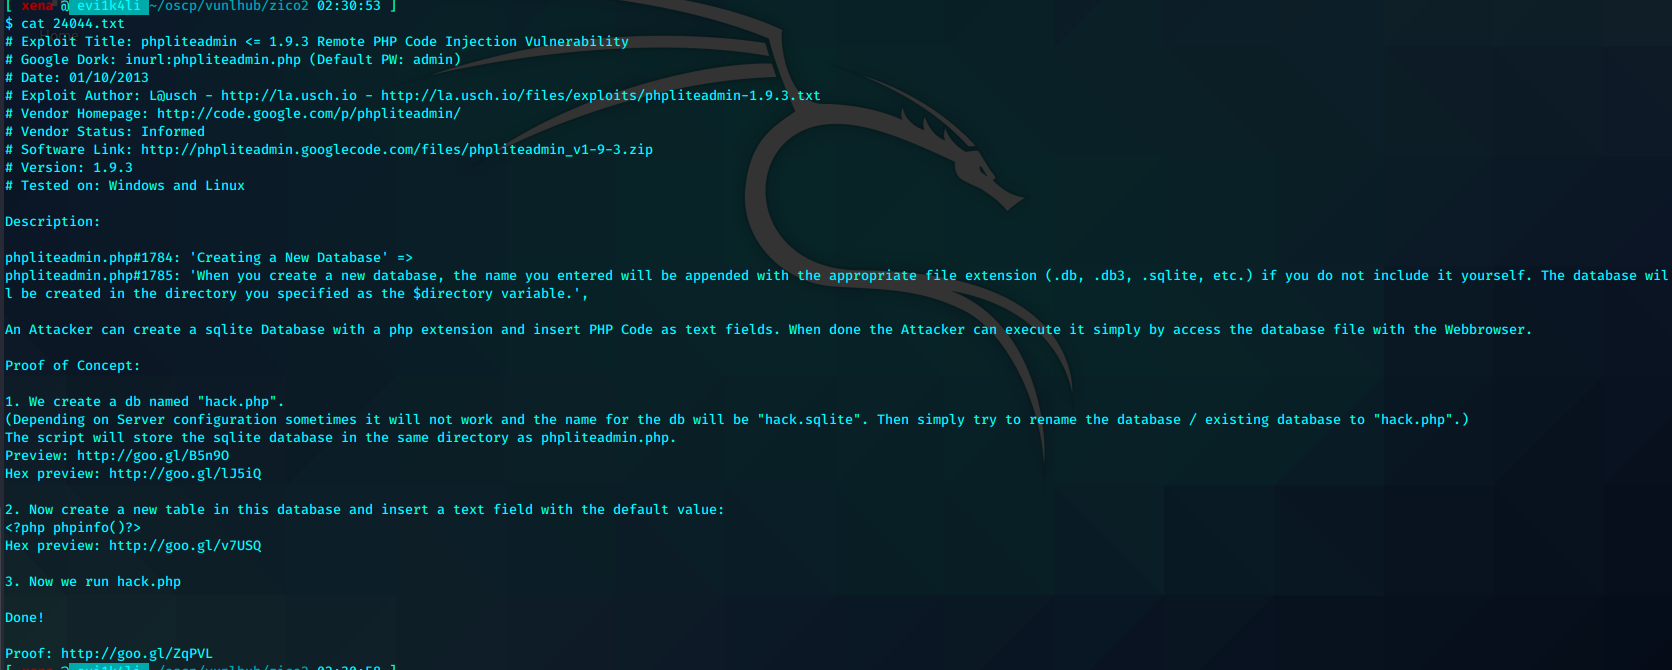 [ xena @ evi1k4li ~/oscp/vunlhub/zico2 02:30:53 ]
$ cat 24044.txt
# Exploit Title: phpliteadmin <= 1.9.3 Remote PHP Code Injection Vulnerability
# Google Dork: inurl:phpliteadmin.php (Default PW: admin)
# Date: 01/10/2013
# Exploit Author: L@usch - http://la.usch.io - http://la.usch.io/files/exploits/phpliteadmin-1.9.3.txt
# Vendor Homepage: http://code.google.com/p/phpliteadmin/
# Vendor Status: Informed
# Software Link: http://phpliteadmin.googlecode.com/files/phpliteadmin_v1-9-3.zip
# Version: 1.9.3
# Tested on: Windows and Linux
Description:
phpliteadmin.php#1784: 'Creating a New Database' =>
phpliteadmin.php#1785: 'When you create a new database, the name you entered will be appended with the appropriate file extension (.db, .db3, .sqlite, etc.) if you do not include it yourself. The database wil
l be created in the directory you specified as the $directory variable.',
An Attacker can create a sqlite Database with a php extension and insert PHP Code as text fields. When done the Attacker can execute it simply by access the database file with the Webbrowser.
Proof of Concept:
1. We create a db named "hack.php".
(Depending on Server configuration sometimes it will not work and the name for the db will be "hack.sqlite". Then simply try to rename the database / existing database to "hack.php".)
The script will store the sqlite database in the same directory as phpliteadmin.php.
Preview: http://goo.gl/B5n9O
Hex preview: http://goo.gl/lJ5iQ
2. Now create a new table in this database and insert a text field with the default value:
<?php phpinfo()?>
Hex preview: http://goo.gl/v7USQ
3. Now we run hack.php
Done!
Proof: http://goo.gl/ZqPVL
[ xena @ evi1k4li ~/oscp/vunlhub/zico2 02:30:58 ]